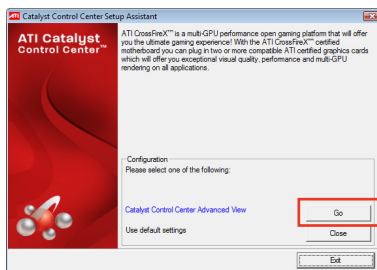 ATI Catalyst Control Center Setup Assistant
ATI Catalyst
Control Center™
ATI CrossFireX™ is a multi-GPU performance open gaming platform that will offer
you the ultimate gaming experience! With the ATI CrossFireX™ certified
motherboard you can plug in two or more compatible ATI certified graphics cards
which will offer you exceptional visual quality, performance and multi-GPU
rendering on all applications.
Configuration
Please select one of the following:
Catalyst Control Center Advanced View
Go
Use default settings
Close
Exit